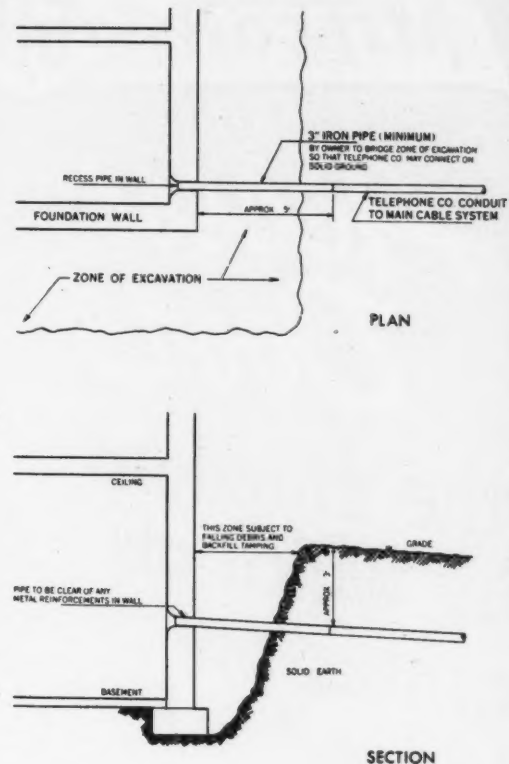 3" IRON PIPE (MINIMUM)
BY OWNER TO BRIDGE ZONE OF EXCAVATION
SO THAT TELEPHONE CO. MAY CONNECT ON
SOLID GROUND
RECESS PIPE IN WALL
APPROX 5'
TELEPHONE CO. CONDUIT
TO MAIN CABLE SYSTEM
FOUNDATION WALL
ZONE OF EXCAVATION
PLAN
CEILING
THIS ZONE SUBJECT TO
FALLING DEBRIS AND
BACKFILL TAMPING
GRADE
APPROX 3'
PIPE TO BE CLEAR OF ANY
METAL REINFORCEMENTS IN WALL
SOLID EARTH
BASEMENT
SECTION